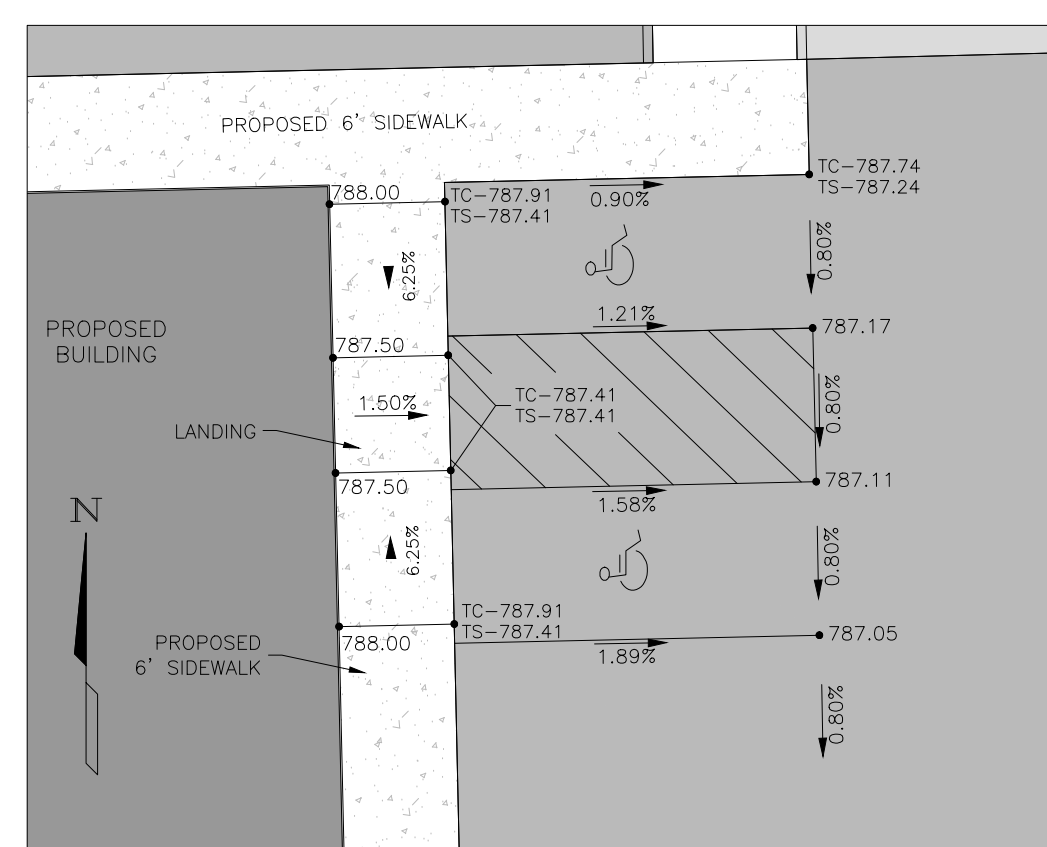 PROPOSED 6' SIDEWALK
TC-787.74
TS-787.24
788.00
TC-787.91
TS-787.41
0.90%
0.80%
6.25%
PROPOSED
BUILDING
1.21%
787.17
787.50
1.50%
TC-787.41
TS-787.41
0.80%
LANDING
787.50
787.11
1.58%
N
6.25%
0.80%
TC-787.91
TS-787.41
PROPOSED
6' SIDEWALK
788.00
787.05
1.89%
0.80%